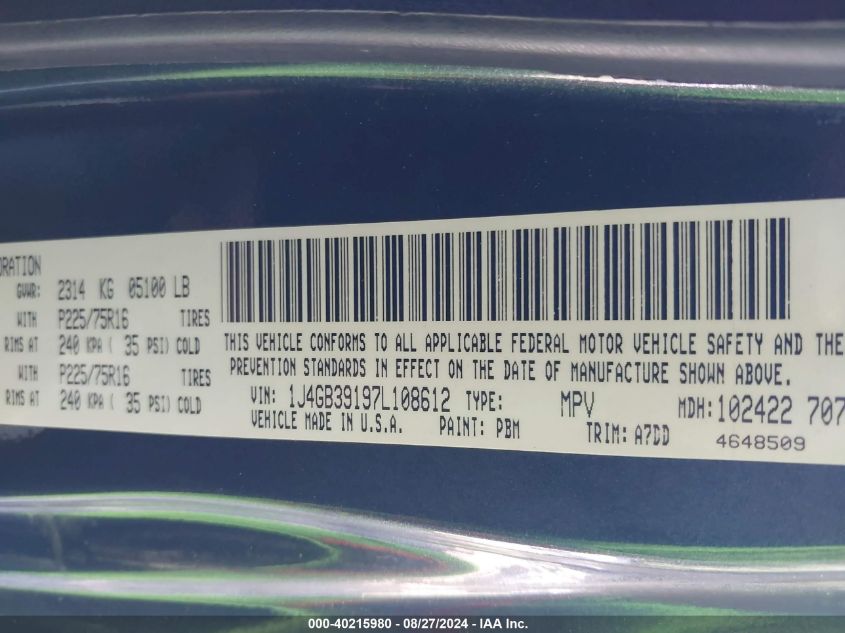 ORATION
GVWR: 2314 KG 05100 LB
WITH P225/75R16 TIRES
RIMS AT 240 KPA ( 35 PSI) COLD
WITH P225/75R16 TIRES
RIMS AT 240 KPA ( 35 PSI) COLD
THIS VEHICLE CONFORMS TO ALL APPLICABLE FEDERAL MOTOR VEHICLE SAFETY AND THE
PREVENTION STANDARDS IN EFFECT ON THE DATE OF MANUFACTURE SHOWN ABOVE.
VIN: 1J4GB39197L108612 TYPE: MPV MDH: 102422 707
VEHICLE MADE IN U.S.A. PAINT: PBM TRIM: A7DD 4648509
000-40215980 - 08/27/2024 - IAA Inc.